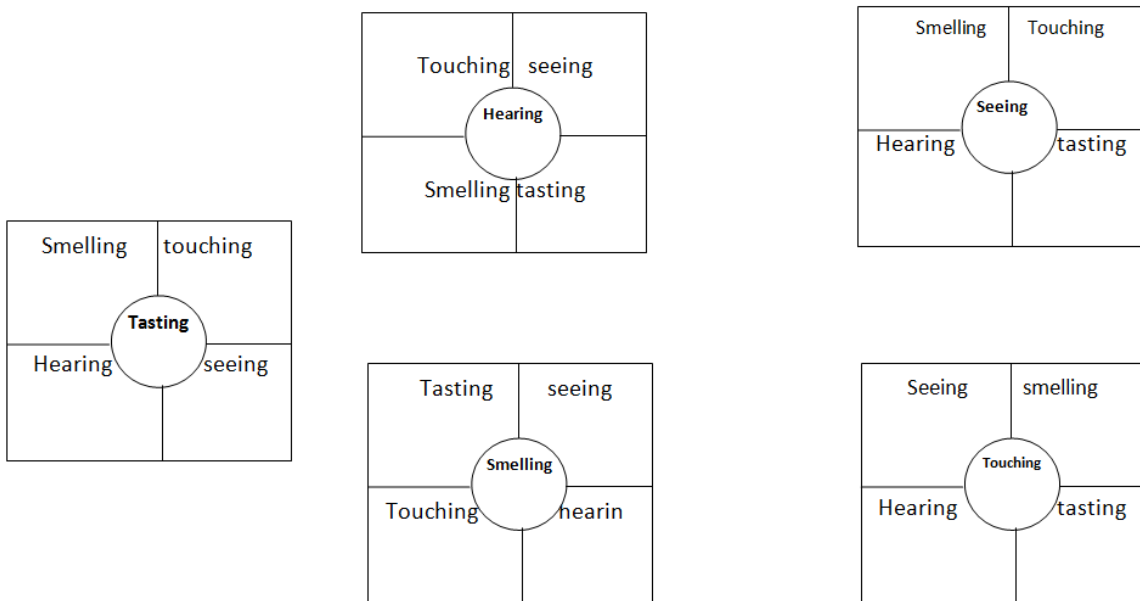 Touching seeing
Hearing
Smelling tasting
Smelling Touching
Seeing
Hearing tasting
Smelling touching
Tasting
Hearing seeing
Tasting seeing
Smelling
Touching hearin
Seeing smelling
Touching
Hearing tasting